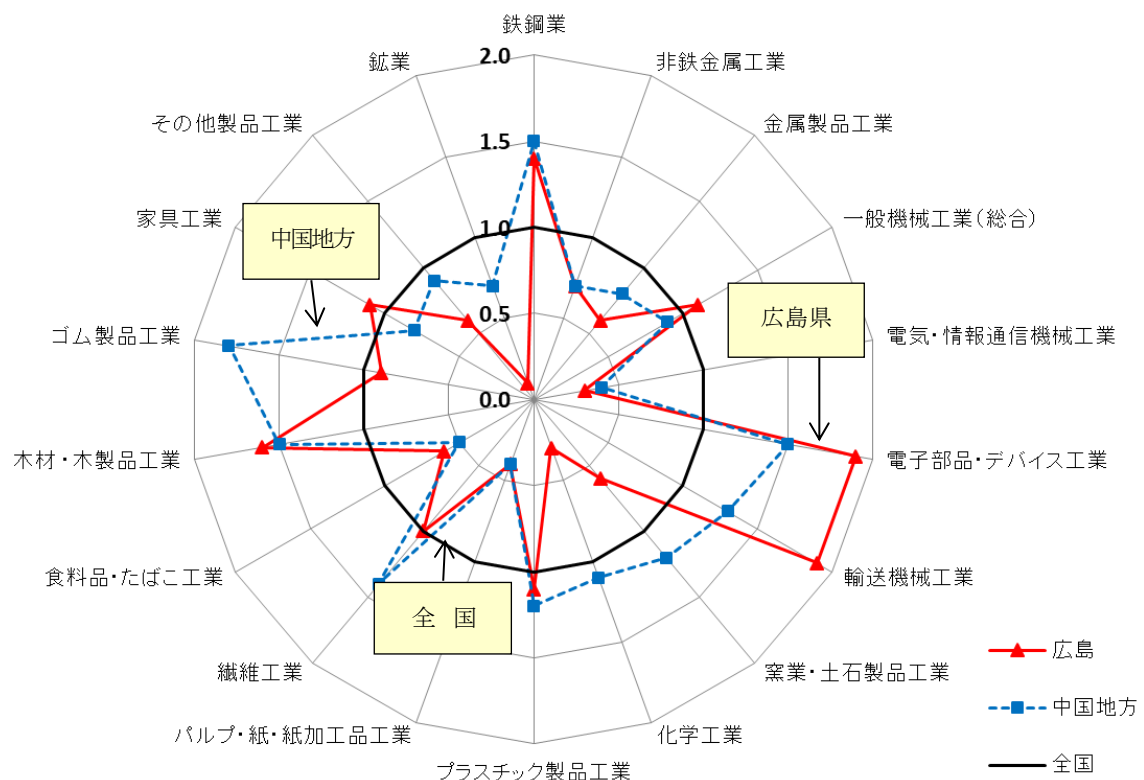 鉄鋼業
非鉄金属工業
金属製品工業
一般機械工業(総合)
電気・情報通信機械工業
電子部品・デバイス工業
輸送機械工業
窯業・土石製品工業
化学工業
プラスチック製品工業
パルプ・紙・紙加工品工業
繊維工業
食料品・たばこ工業
木材・木製品工業
ゴム製品工業
家具工業
その他製品工業
鉱業
2.0
1.5
1.0
0.5
0.0
中国地方
広島県
全 国
広島
中国地方
全国